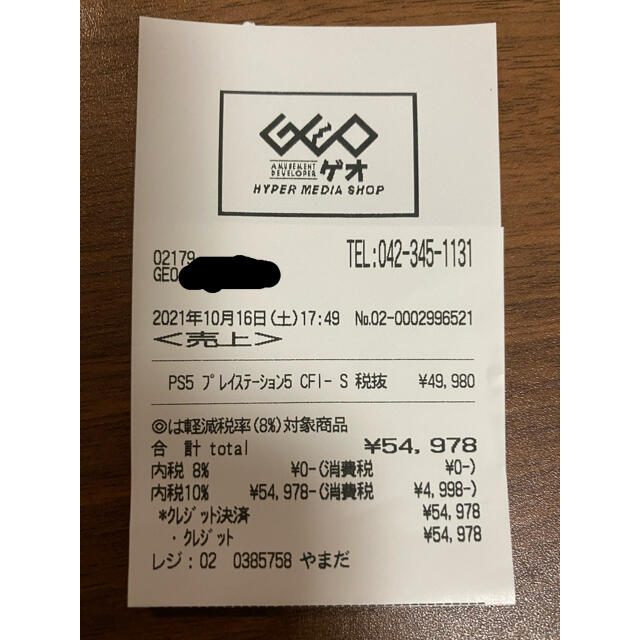 GEO
AMUSEMENT DEVELOPER ゲオ
HYPER MEDIA SHOP
02179 TEL:042-345-1131
GEO
2021年10月16日(土)17:49 №02-0002996521
<売上>
PS5 プレイステーション5 CFI- S 税抜 ¥49,980
◎は軽減税率(8%)対象商品
合 計 total ¥54,978
内税 8% ¥0-(消費税 ¥0-)
内税10% ¥54,978-(消費税 ¥4,998-)
*クレジット決済 ¥54,978
・クレジット ¥54,978
レジ:02 0385758 やまだ